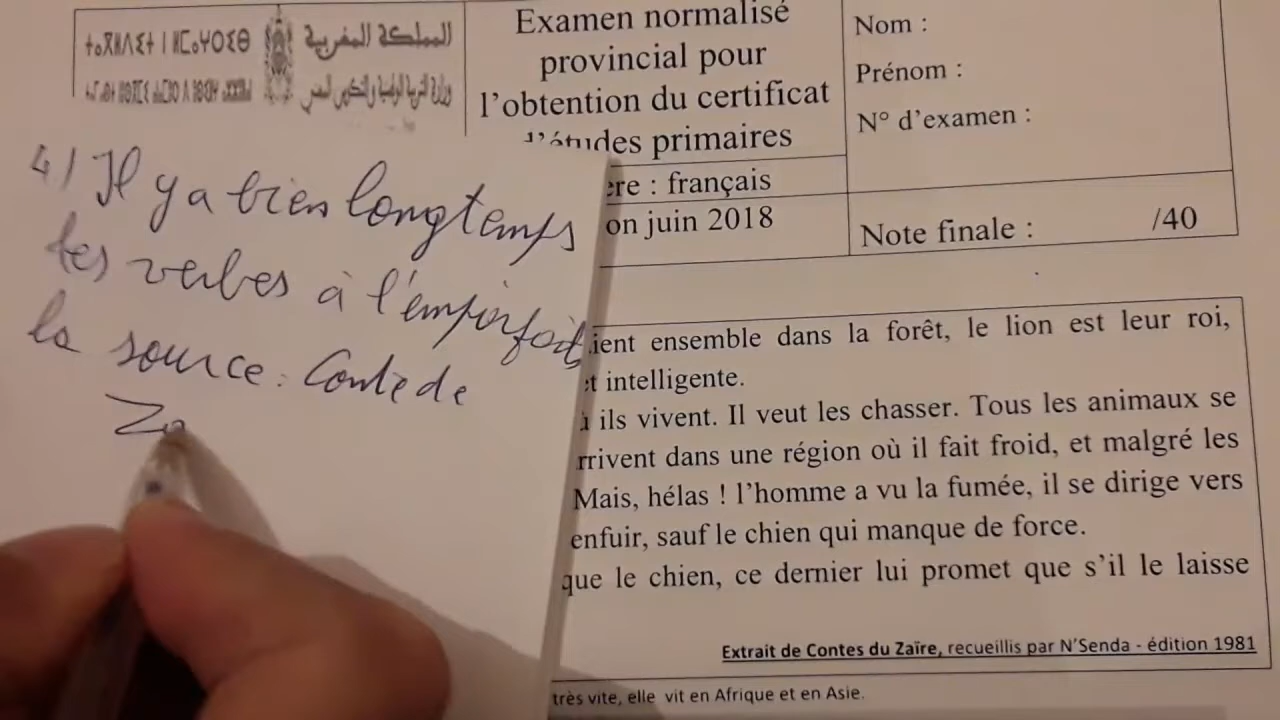 ⵜⴰⴳⵍⴷⵉⵜ ⵏ ⵍⵎⵖⵔⵉⴱ
المملكة المغربية
Examen normalisé
provincial pour
l'obtention du certificat
d'études primaires
ère : français
on juin 2018
Nom :
Prénom :
N° d'examen :
Note finale : /40
4/ Il y a bien longtemps
les verbes à l'emparfait
la source : Conte de
Za
ient ensemble dans la forêt, le lion est leur roi,
et intelligente.
à ils vivent. Il veut les chasser. Tous les animaux se
rrivent dans une région où il fait froid, et malgré les
Mais, hélas ! l'homme a vu la fumée, il se dirige vers
enfuir, sauf le chien qui manque de force.
que le chien, ce dernier lui promet que s'il le laisse
Extrait de Contes du Zaïre, recueillis par N'Senda - édition 1981
très vite, elle vit en Afrique et en Asie.